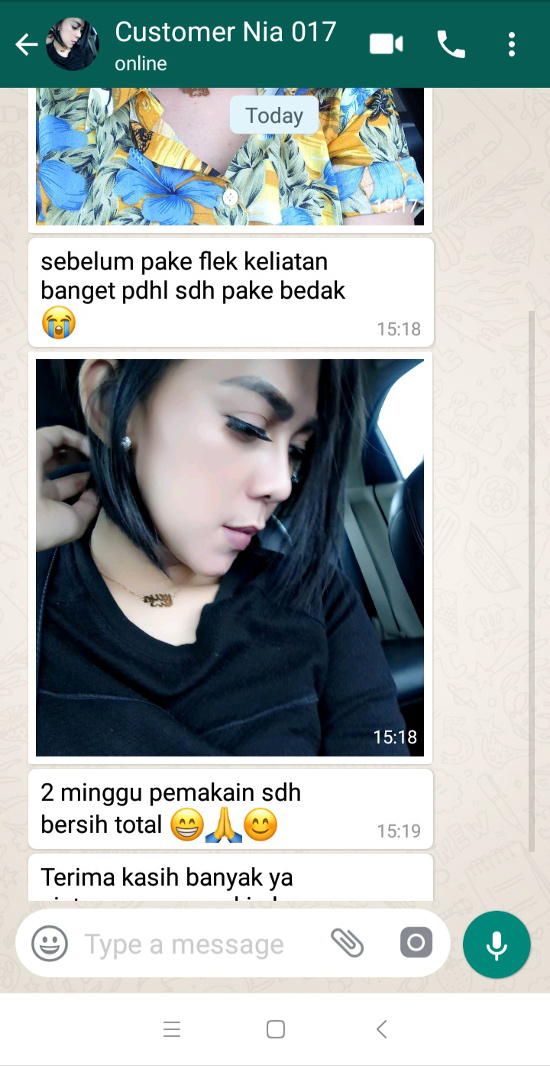 Customer Nia 017
online
Today
15:17
sebelum pake flek keliatan
banget pdhl sdh pake bedak
😭
15:18
15:18
2 minggu pemakain sdh
bersih total 😁🙏😊
15:19
Terima kasih banyak ya
Type a message